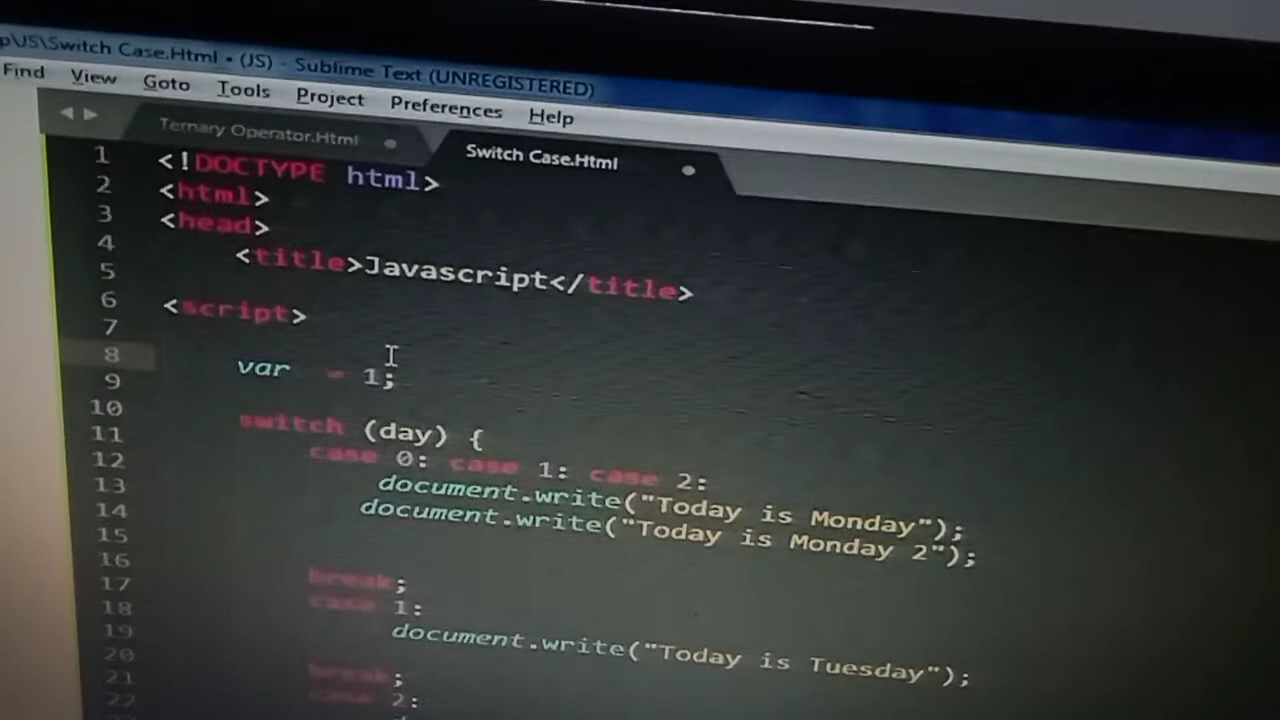 p\JS\Switch Case.Html • (JS) - Sublime Text (UNREGISTERED)
Find View Goto Tools Project Preferences Help
Ternary Operator.Html Switch Case.Html
1 <!DOCTYPE html>
2 <html>
3 <head>
4 <title>Javascript</title>
5
6 <script>
7
8 var = 1;
9
10 switch (day) {
11 case 0: case 1: case 2:
12 document.write("Today is Monday");
13 document.write("Today is Monday 2");
14
15
16 break;
17 case 1:
18 document.write("Today is Tuesday");
19
20 break;
21 case 2:
22